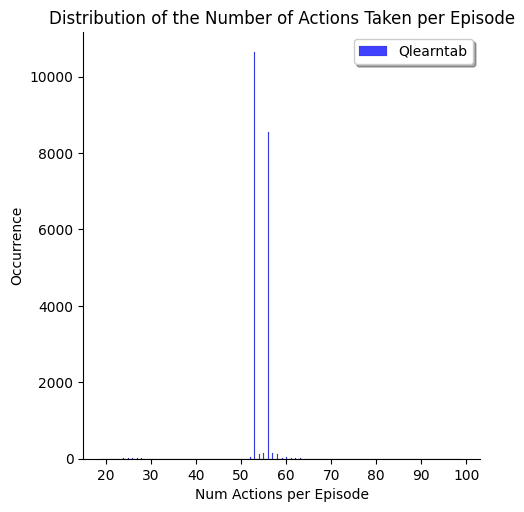 Distribution of the Number of Actions Taken per Episode
Qlearntab
10000
8000
6000
4000
2000
0
Occurrence
20 30 40 50 60 70 80 90 100
Num Actions per Episode